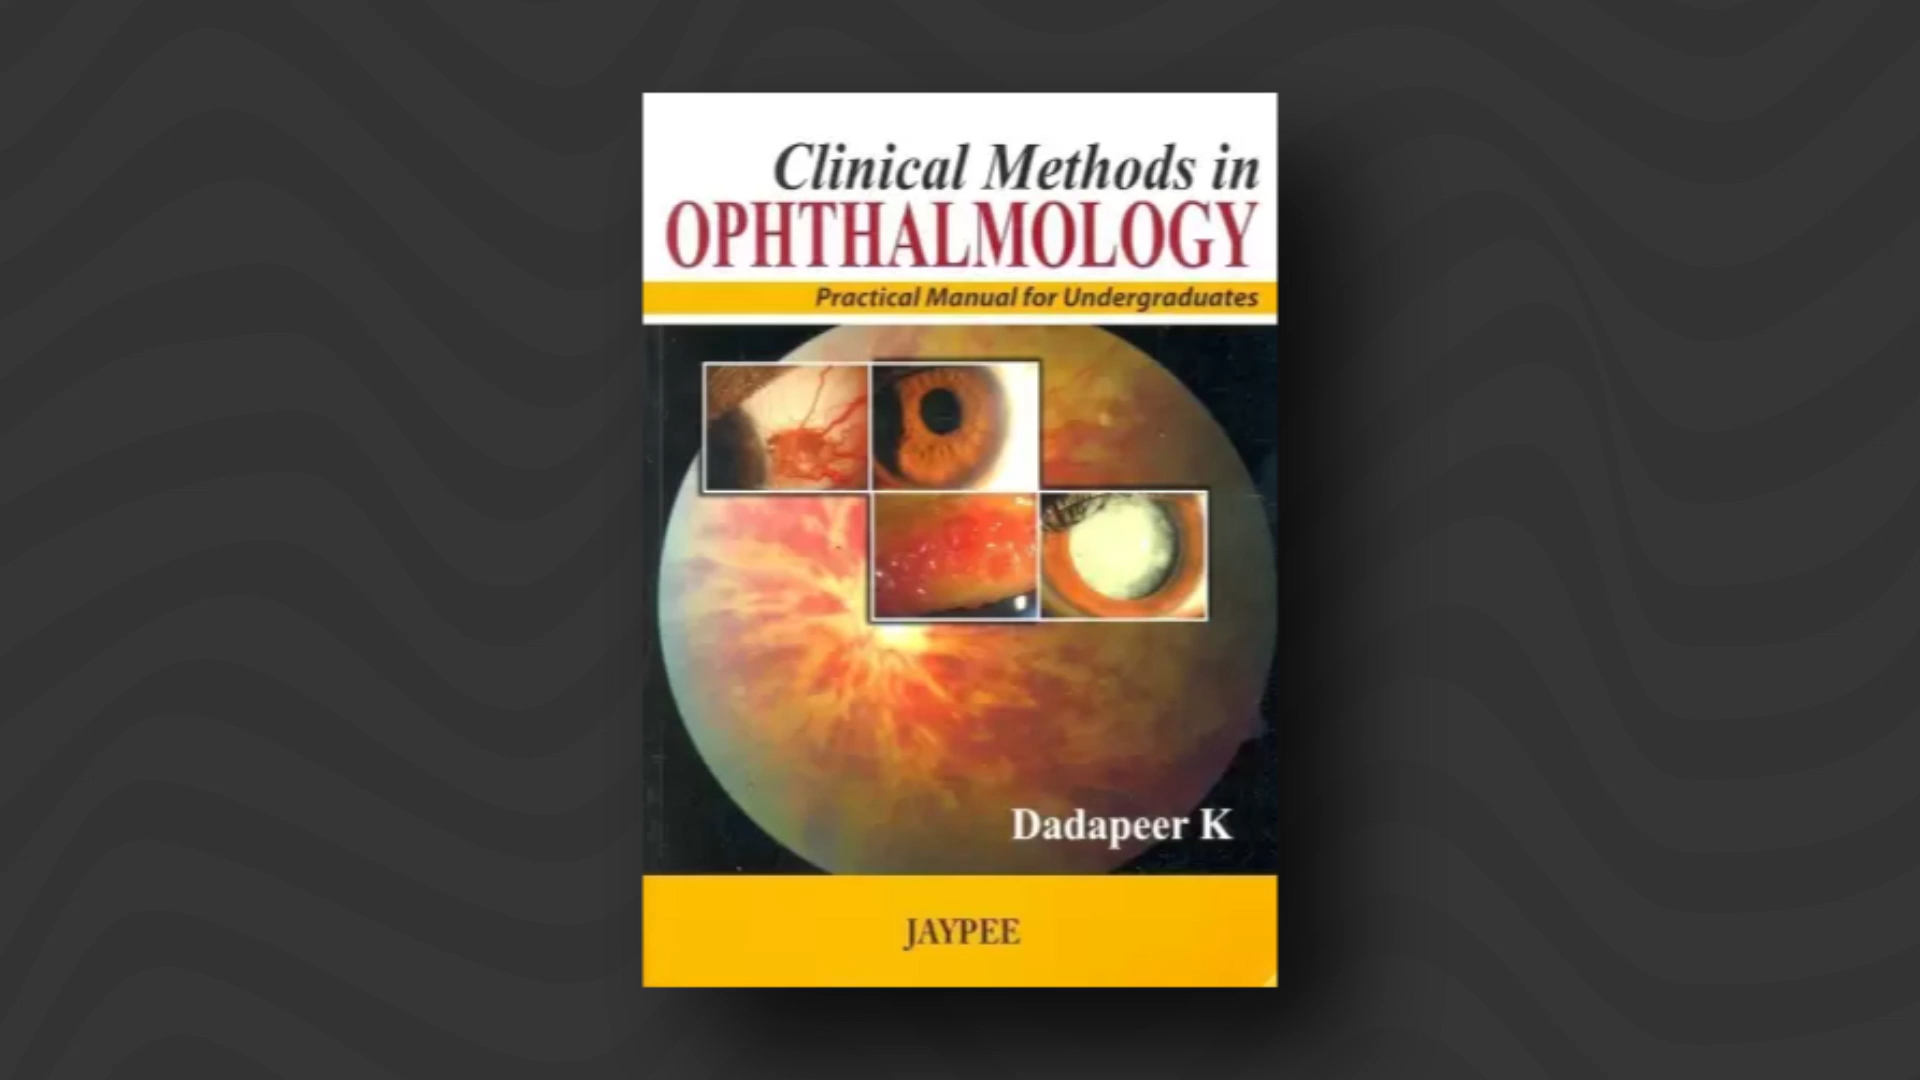 Clinical Methods in
OPHTHALMOLOGY
Practical Manual for Undergraduates
Dadapeer K
JAYPEE